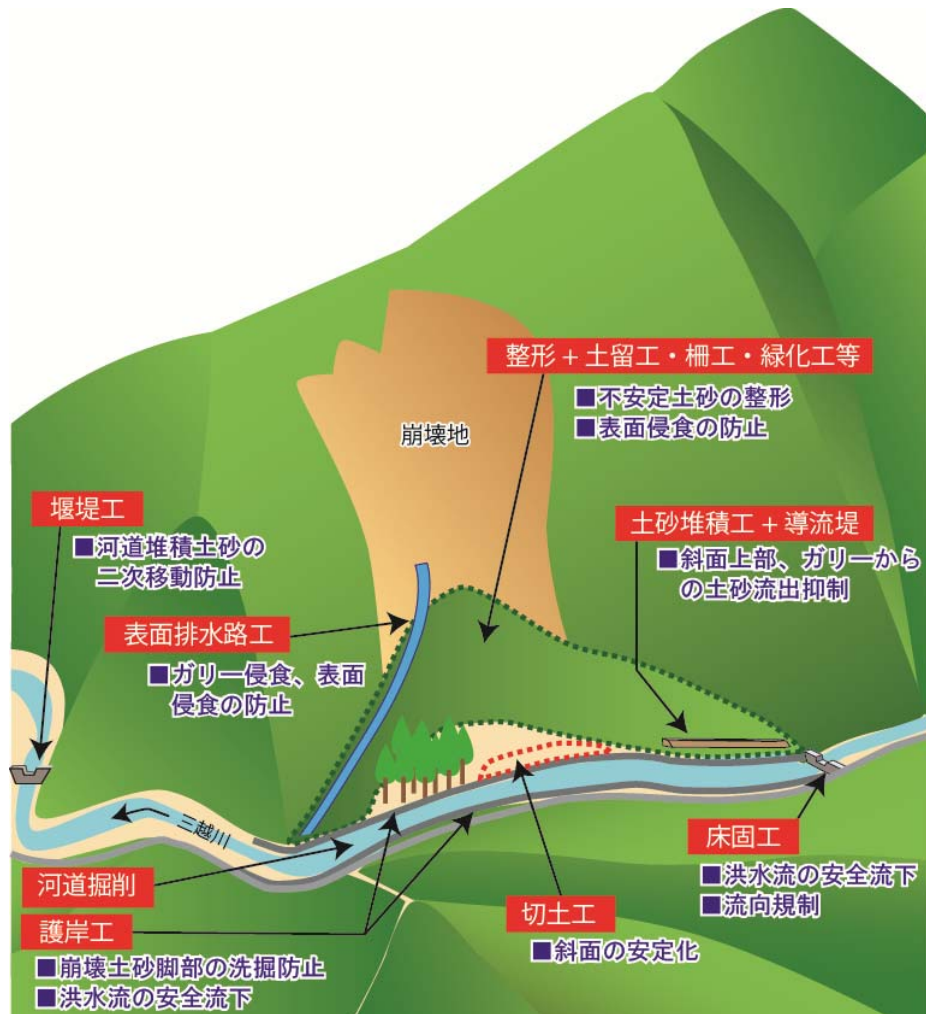 整形 + 土留工・柵工・緑化工等
■不安定土砂の整形
■表面侵食の防止
崩壊地
堰堤工
■河道堆積土砂の
二次移動防止
土砂堆積工 + 導流堤
■斜面上部、ガリーから
の土砂流出抑制
表面排水路工
■ガリー侵食、表面
侵食の防止
三越川
床固工
■洪水流の安全流下
■流向規制
河道掘削
護岸工
■崩壊土砂脚部の洗掘防止
■洪水流の安全流下
切土工
■斜面の安定化